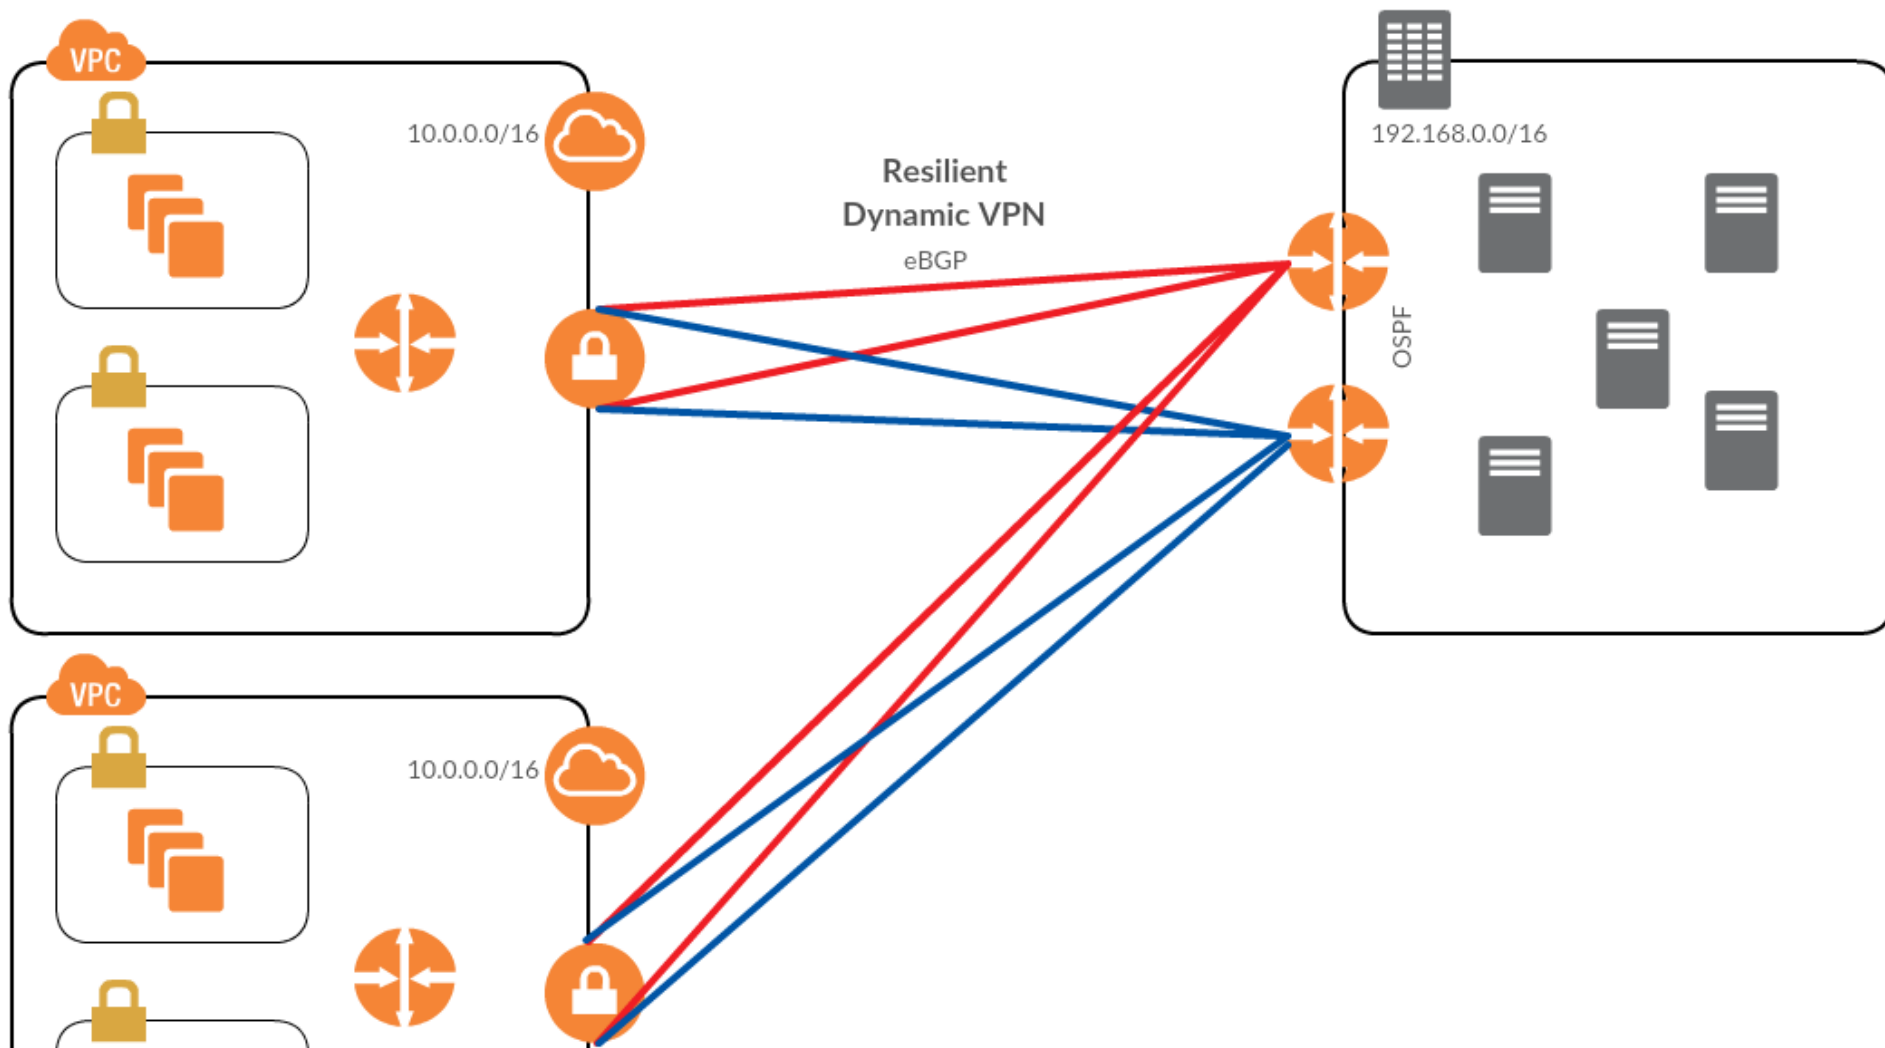 VPC
10.0.0.0/16
192.168.0.0/16
Resilient
Dynamic VPN
eBGP
OSPF
VPC
10.0.0.0/16